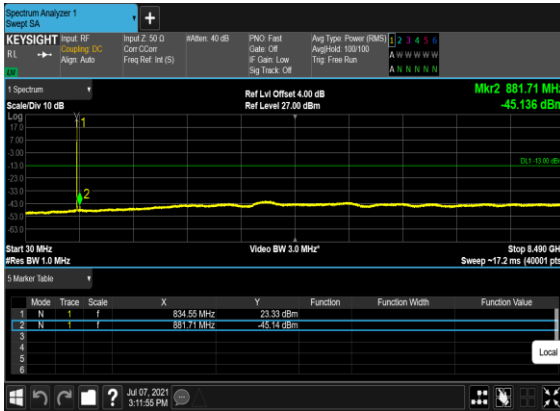 Spectrum Analyzer 1
Swept SA
+
KEYSIGHT Input: RF Input Z: 50 Ω #Atten: 40 dB PNO: Fast Avg Type: Power (RMS) 1 2 3 4 5 6
RL Coupling: DC Corr CCorr Gate: Off Avg|Hold: 100/100 A W W W W W
Align: Auto Freq Ref: Int (S) IF Gain: Low Trig: Free Run
Sig Track: Off A N N N N N
1 Spectrum
Ref Lvl Offset 4.00 dB Mkr2 881.71 MHz
Scale/Div 10 dB Ref Level 27.00 dBm -45.136 dBm
Log
17.0
7.00
-3.00
-13.0
-23.0
-33.0
-43.0
-53.0
-63.0
1
2
DL1 -13.00 dBm
Start 30 MHz Video BW 3.0 MHz* Stop 8.490 GH
#Res BW 1.0 MHz Sweep ~17.2 ms (40001 pts
5 Marker Table
Mode Trace Scale X Y Function Function Width Function Value
1 N 1 f 834.55 MHz 23.33 dBm
2 N 1 f 881.71 MHz -45.14 dBm
3
4
5
6
Local
? Jul 07, 2021
3:11:55 PM